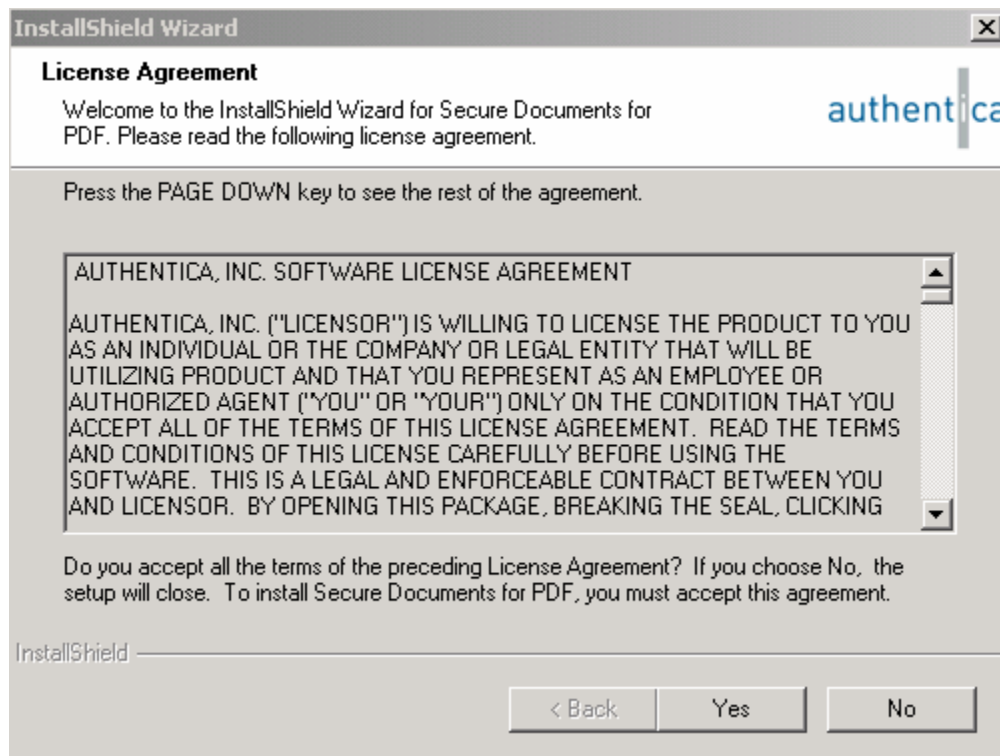 InstallShield Wizard
License Agreement
Welcome to the InstallShield Wizard for Secure Documents for
PDF. Please read the following license agreement.
authentica
Press the PAGE DOWN key to see the rest of the agreement.
AUTHENTICA, INC. SOFTWARE LICENSE AGREEMENT
AUTHENTICA, INC. ("LICENSOR") IS WILLING TO LICENSE THE PRODUCT TO YOU
AS AN INDIVIDUAL OR THE COMPANY OR LEGAL ENTITY THAT WILL BE
UTILIZING PRODUCT AND THAT YOU REPRESENT AS AN EMPLOYEE OR
AUTHORIZED AGENT ("YOU" OR "YOUR") ONLY ON THE CONDITION THAT YOU
ACCEPT ALL OF THE TERMS OF THIS LICENSE AGREEMENT.  READ THE TERMS
AND CONDITIONS OF THIS LICENSE CAREFULLY BEFORE USING THE
SOFTWARE.  THIS IS A LEGAL AND ENFORCEABLE CONTRACT BETWEEN YOU
AND LICENSOR.  BY OPENING THIS PACKAGE, BREAKING THE SEAL, CLICKING
Do you accept all the terms of the preceding License Agreement?  If you choose No,  the
setup will close.  To install Secure Documents for PDF, you must accept this agreement.
InstallShield
< Back
Yes
No